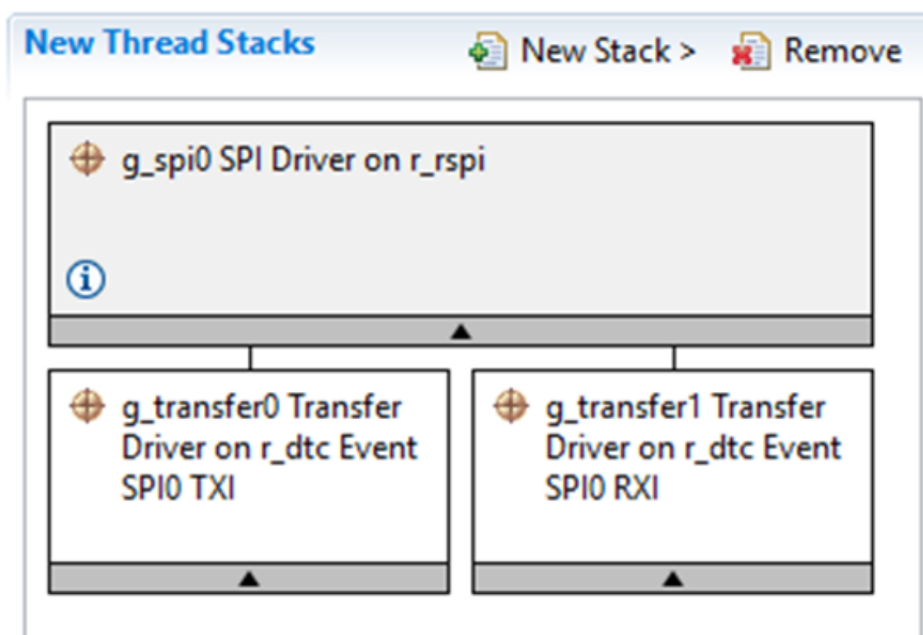 New Thread Stacks New Stack > Remove
g_spi0 SPI Driver on r_rspi
g_transfer0 Transfer
Driver on r_dtc Event
SPI0 TXI
g_transfer1 Transfer
Driver on r_dtc Event
SPI0 RXI